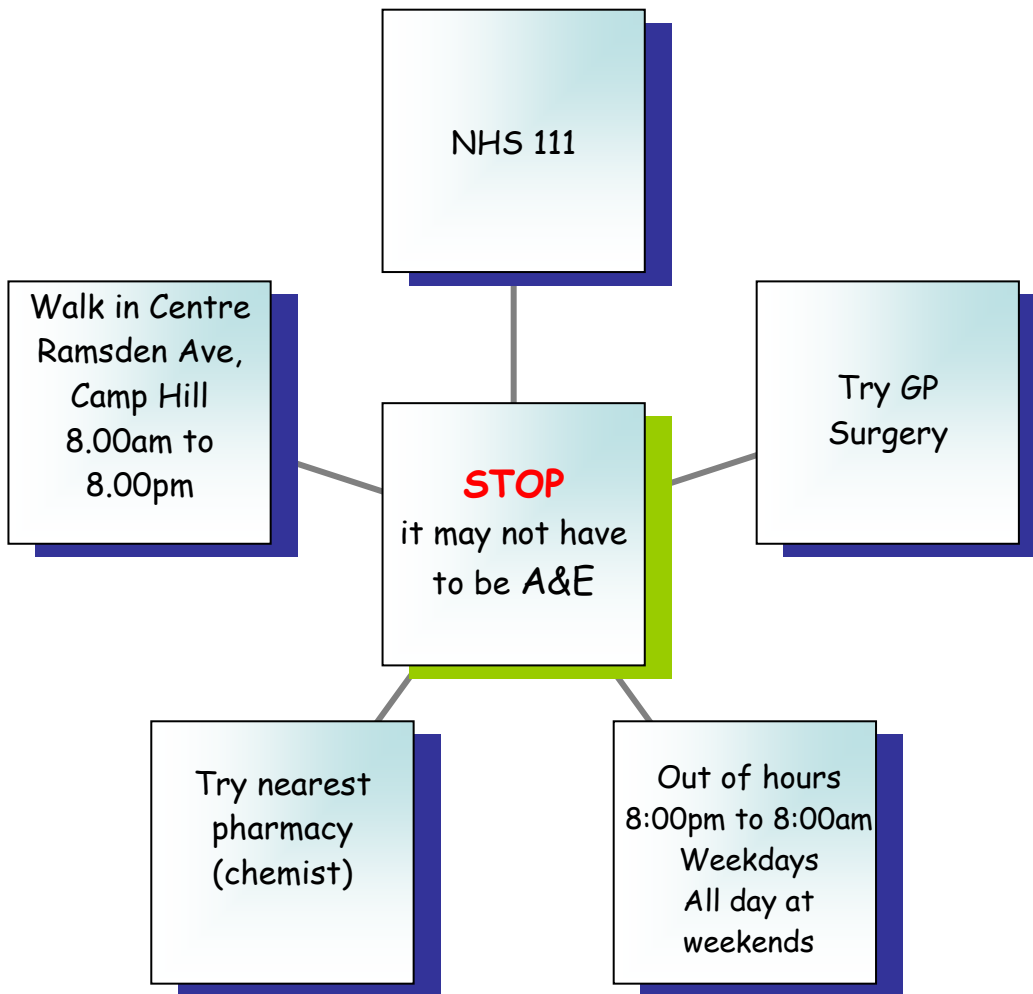 NHS 111
Walk in Centre
Ramsden Ave,
Camp Hill
8.00am to
8.00pm
Try GP
Surgery
STOP
it may not have
to be A&E
Try nearest
pharmacy
(chemist)
Out of hours
8:00pm to 8:00am
Weekdays
All day at
weekends